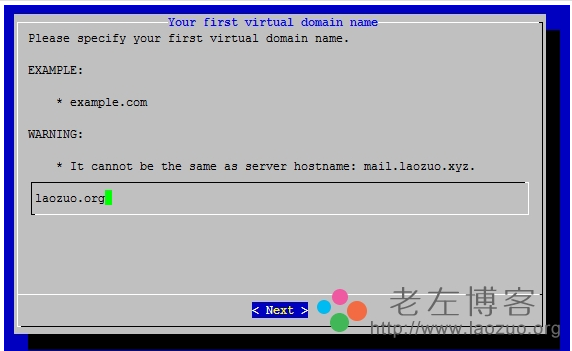 Your first virtual domain name
Please specify your first virtual domain name.
EXAMPLE:
* example.com
WARNING:
* It cannot be the same as server hostname: mail.laozuo.xyz.
laozuo.org
< Next >
老左博客
http://www.laozuo.org